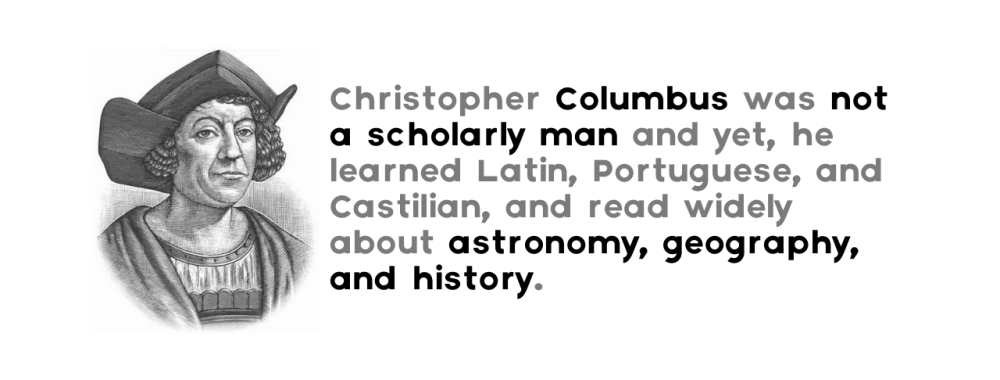 Christopher Columbus was not
a scholarly man and yet, he
learned Latin, Portuguese, and
Castilian, and read widely
about astronomy, geography,
and history.